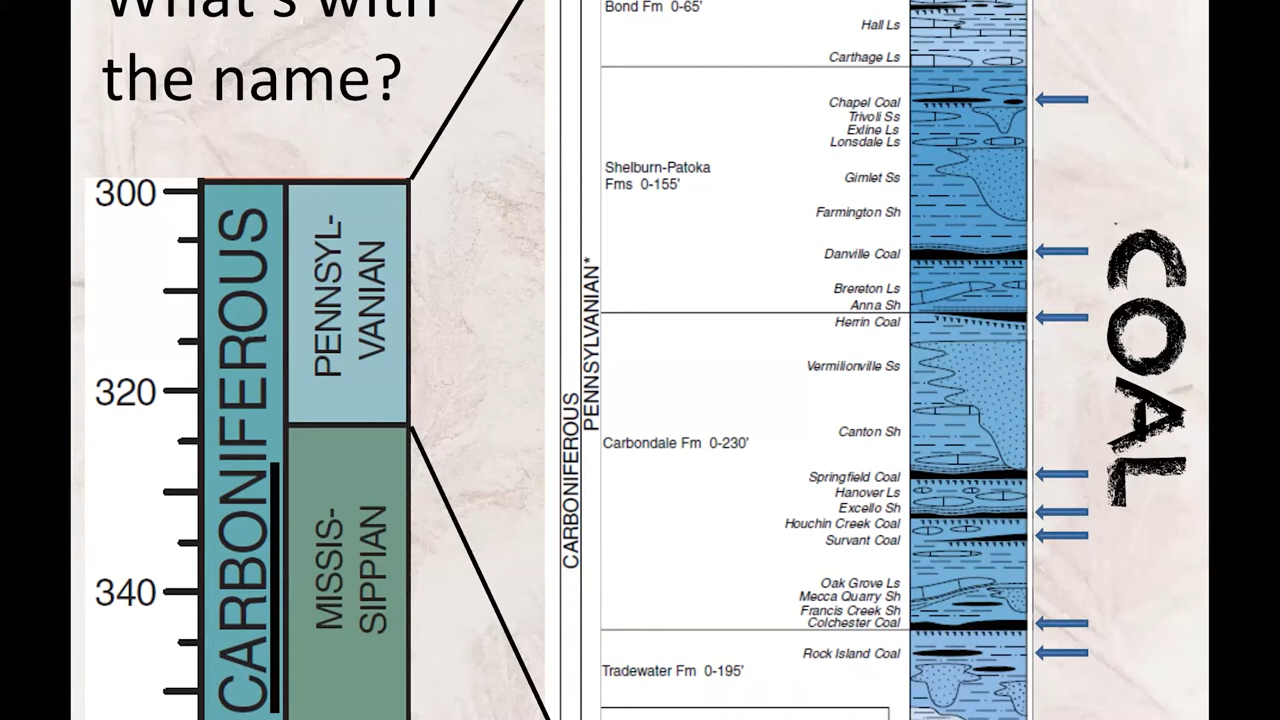 What's with
the name?
300
320
340
CARBONIFEROUS
PENNSYL-
VANIAN
MISSIS-
SIPPIAN
CARBONIFEROUS
PENNSYLVANIAN*
Bond Fm 0-65'
Hall Ls
Carthage Ls
Shelburn-Patoka
Fms 0-155'
Chapel Coal
Trivoli Ss
Exline Ls
Lonsdale Ls
Gimlet Ss
Farmington Sh
Danville Coal
Brereton Ls
Anna Sh
Carbondale Fm 0-230'
Herrin Coal
Vermilionville Ss
Canton Sh
Springfield Coal
Hanover Ls
Excello Sh
Houchin Creek Coal
Survant Coal
Oak Grove Ls
Mecca Quarry Sh
Francis Creek Sh
Colchester Coal
Tradewater Fm 0-195'
Rock Island Coal
COAL